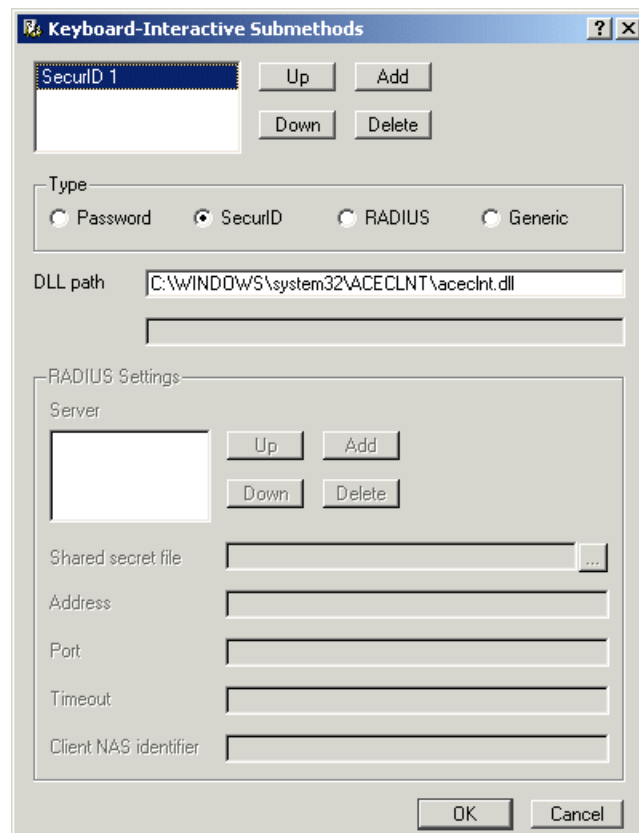 Keyboard-Interactive Submethods ? X
SecurID 1
Up Add
Down Delete
Type
Password SecurID RADIUS Generic
DLL path C:\WINDOWS\system32\ACECLNT\aceclnt.dll
RADIUS Settings
Server
Up Add
Down Delete
Shared secret file ...
Address
Port
Timeout
Client NAS identifier
OK Cancel